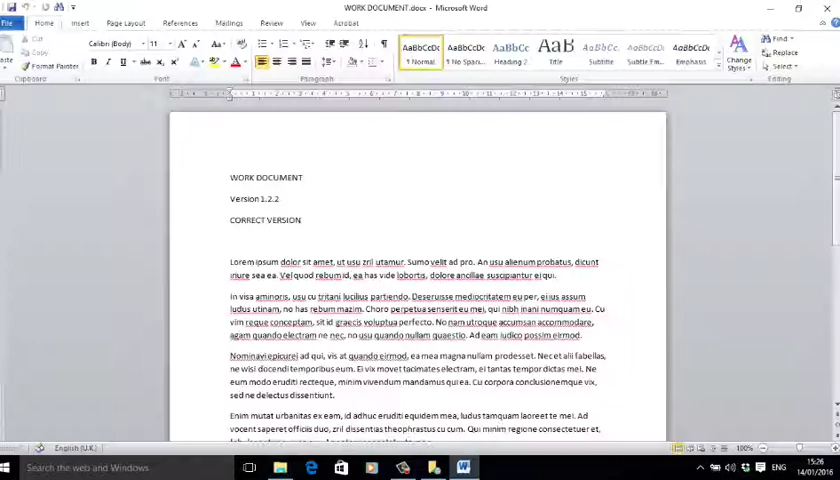 WORK DOCUMENT.docx - Microsoft Word
File Home Insert Page Layout References Mailings Review View Acrobat
Cut
Copy
Format Painter
Clipboard
Calibri (Body) 11
Font
Paragraph
AaBbCcDc AaBbCcDc AaBbCc AaB AaBbCcL AaBbCcDc AaBbCcDc
¶ Normal ¶ No Spaci... Heading 2 Title Subtitle Subtle Em... Emphasis
Change
Styles
Styles
Find
Replace
Select
Editing
WORK DOCUMENT
Version 1.2.2
CORRECT VERSION
Lorem ipsum dolor sit amet, ut usu zril utamur. Sumo velit ad pro. An usu alienum probatus, dicunt
iriure sea ea. Vel quod rebum id, ea has vide lobortis, dolore ancillae suscipiantur ei qui.
In visa aminoris, usu cu tritani lucilius partiendo. Deseruisse mediocritatem eu per, ei ius assum
ludus utinam, no has rebum mazim. Choro perpetua senserit eu mei, qui nibh inani numquam eu. Cu
vim reque conceptam, sit id graecis voluptua perfecto. No nam utroque accumsan accommodare,
agam quando electram ne nec, no usu quando nullam quaestio. Ad eam iudico possim eirmod.
Nominavi epicurei ad qui, vis at quando eirmod, ea mea magna nullam prodesset. Nec et alii fabellas,
ne wisi docendi temporibus eum. Ei vix movet tacimates electram, ei tantas tempor dictas mei. Ne
eum modo eruditi recteque, minim vivendum mandamus qui ea. Cu corpora conclusionemque vix,
sed ne delectus dissentiunt.
Enim mutat urbanitas ex eam, id adhuc eruditi equidem mea, ludus tamquam laoreet te mei. Ad
vocent saperet officiis duo, zril dissentias theophrastus cu cum. Qui minim regione consectetuer et,
English (U.K.)
100%
Search the web and Windows
ENG
15:26
14/01/2016